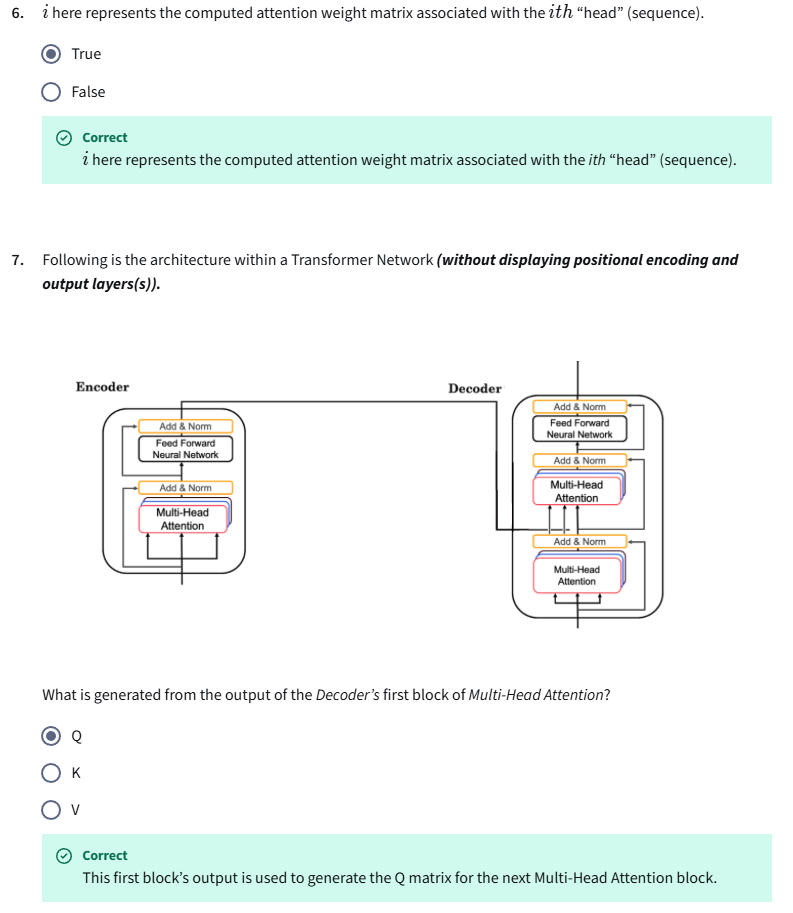 6. i here represents the computed attention weight matrix associated with the ith “head” (sequence).
True
False
Correct
i here represents the computed attention weight matrix associated with the ith “head” (sequence).
7. Following is the architecture within a Transformer Network (without displaying positional encoding and
output layers(s)).
Encoder
Add & Norm
Feed Forward
Neural Network
Add & Norm
Multi-Head
Attention
Decoder
Add & Norm
Feed Forward
Neural Network
Add & Norm
Multi-Head
Attention
Add & Norm
Multi-Head
Attention
What is generated from the output of the Decoder’s first block of Multi-Head Attention?
Q
K
V
Correct
This first block’s output is used to generate the Q matrix for the next Multi-Head Attention block.